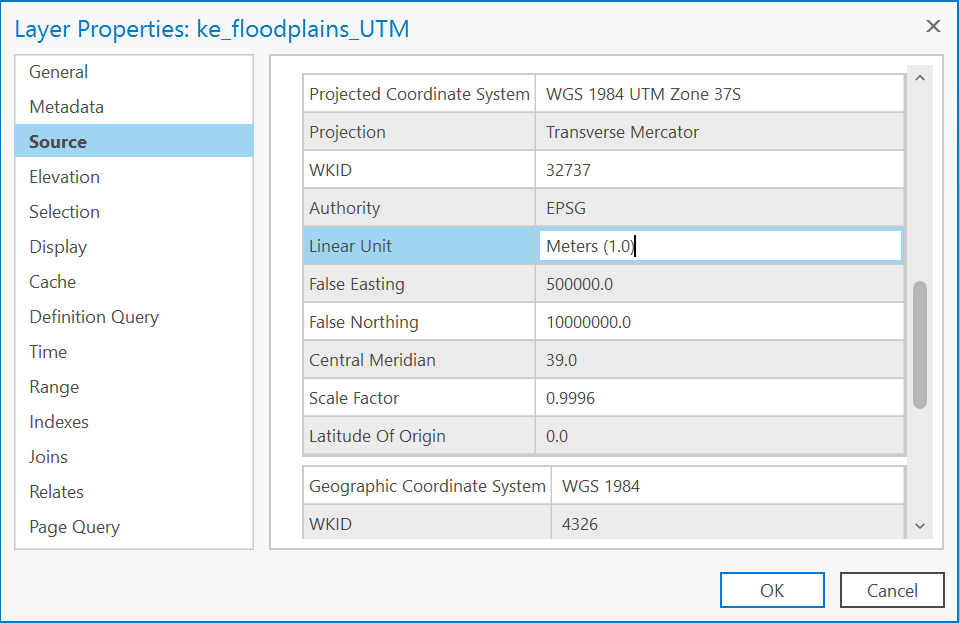 Layer Properties: ke_floodplains_UTM
General
Metadata
Source
Elevation
Selection
Display
Cache
Definition Query
Time
Range
Indexes
Joins
Relates
Page Query
Projected Coordinate System WGS 1984 UTM Zone 37S
Projection Transverse Mercator
WKID 32737
Authority EPSG
Linear Unit Meters (1.0)
False Easting 500000.0
False Northing 10000000.0
Central Meridian 39.0
Scale Factor 0.9996
Latitude Of Origin 0.0
Geographic Coordinate System WGS 1984
WKID 4326
OK Cancel